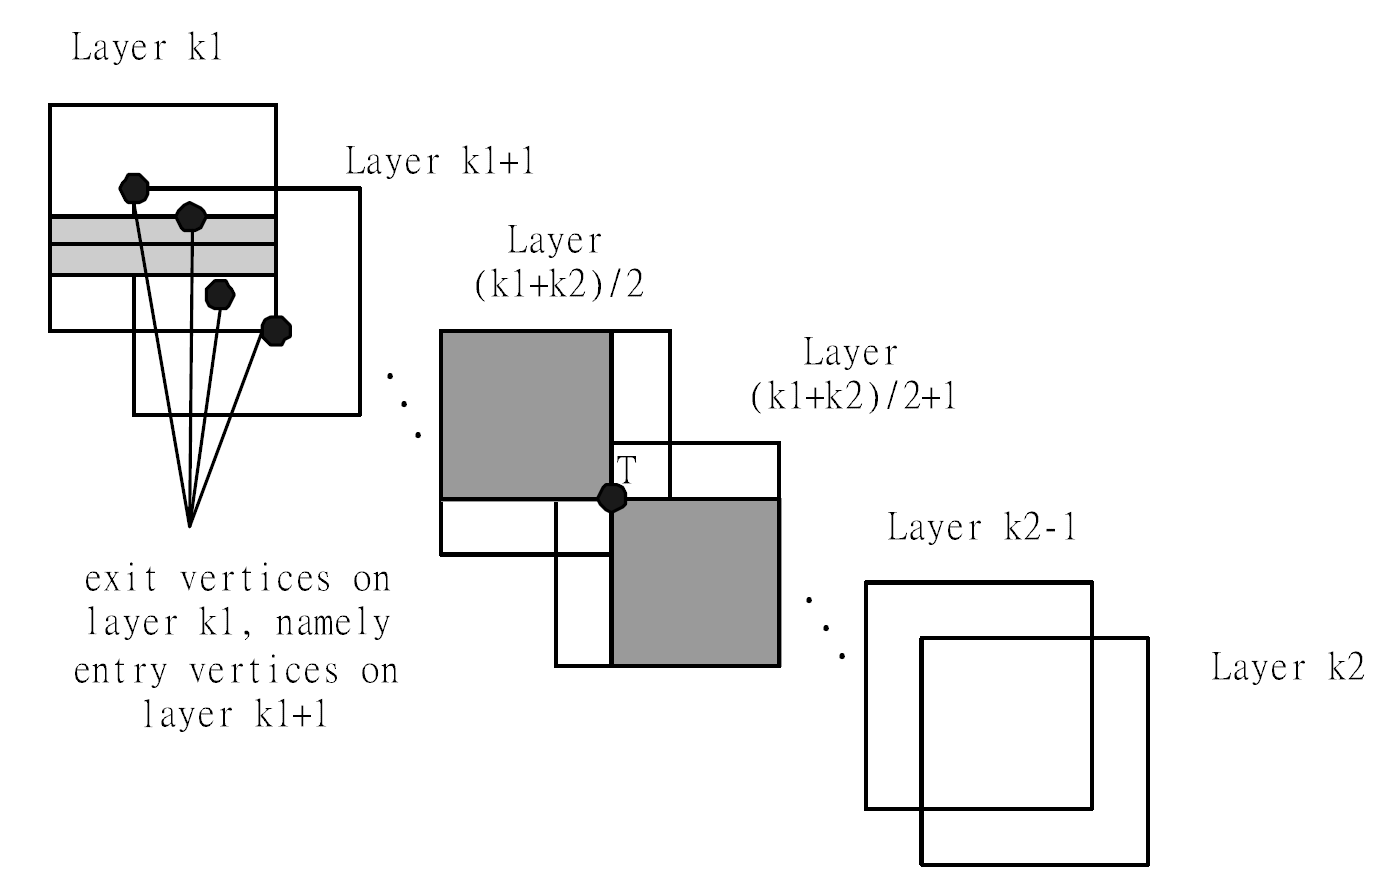 Layer k1
Layer k1+1
Layer
(k1+k2)/2
Layer
(k1+k2)/2+1
T
Layer k2-1
Layer k2
exit vertices on
layer k1, namely
entry vertices on
layer k1+1